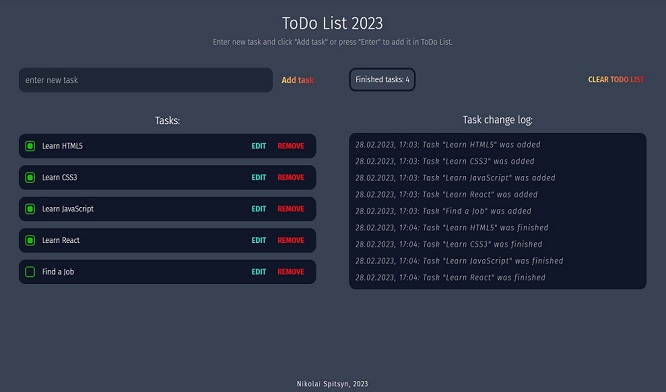 ToDo List 2023
Enter new task and click "Add task" or press "Enter" to add it in ToDo List.
enter new task
Add task
Finished tasks: 4
CLEAR TODO LIST
Tasks:
Learn HTML5 EDIT REMOVE
Learn CSS3 EDIT REMOVE
Learn JavaScript EDIT REMOVE
Learn React EDIT REMOVE
Find a Job EDIT REMOVE
Task change log:
28.02.2023, 17:03: Task "Learn HTML5" was added
28.02.2023, 17:03: Task "Learn CSS3" was added
28.02.2023, 17:03: Task "Learn JavaScript" was added
28.02.2023, 17:03: Task "Learn React" was added
28.02.2023, 17:03: Task "Find a Job" was added
28.02.2023, 17:04: Task "Learn HTML5" was finished
28.02.2023, 17:04: Task "Learn CSS3" was finished
28.02.2023, 17:04: Task "Learn JavaScript" was finished
28.02.2023, 17:04: Task "Learn React" was finished
Nikolai Spitsyn, 2023